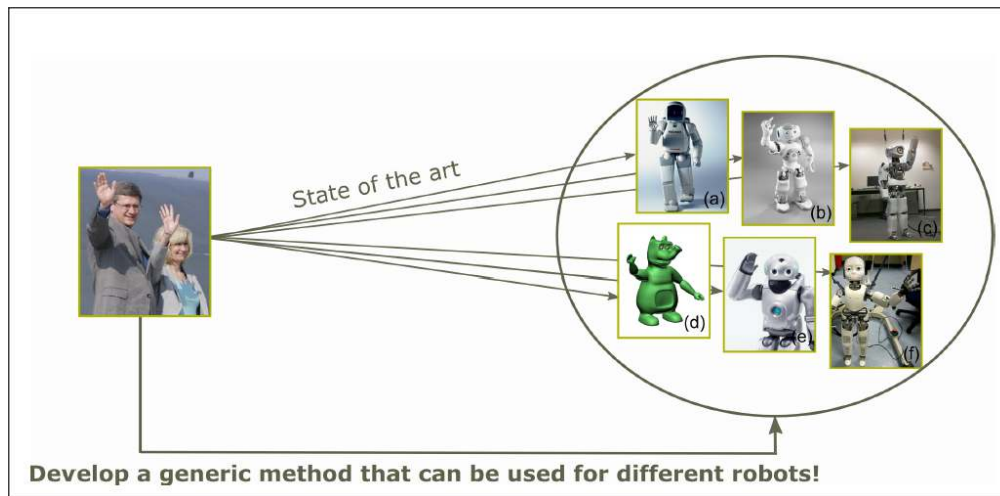 State of the art
(a)
(b)
(c)
(d)
(e)
(f)
Develop a generic method that can be used for different robots!